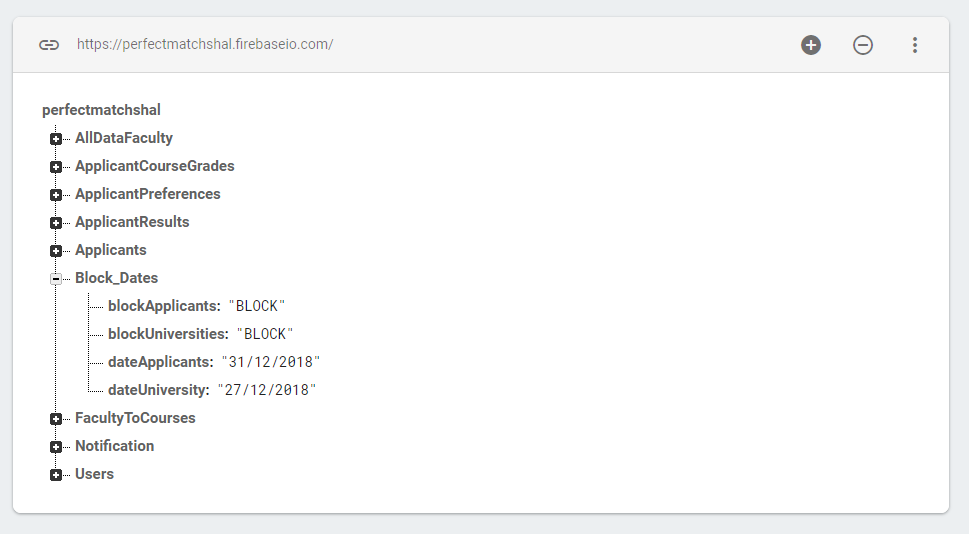 https://perfectmatchshal.firebaseio.com/
perfectmatchshal
AllDataFaculty
ApplicantCourseGrades
ApplicantPreferences
ApplicantResults
Applicants
Block_Dates
blockApplicants: "BLOCK"
blockUniversities: "BLOCK"
dateApplicants: "31/12/2018"
dateUniversity: "27/12/2018"
FacultyToCourses
Notification
Users